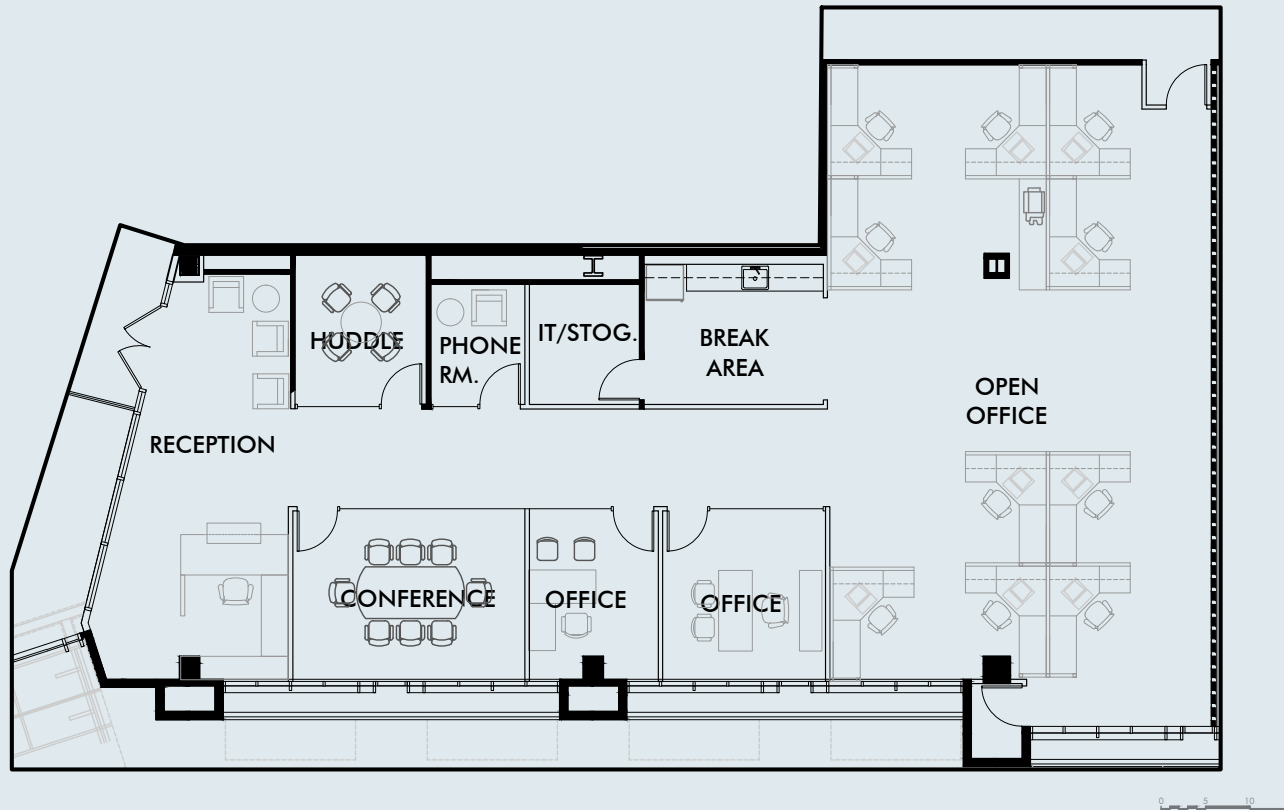 HUDDLE
PHONE
RM.
IT/STOG.
BREAK
AREA
OPEN
OFFICE
RECEPTION
CONFERENCE
OFFICE
OFFICE
0 5 10